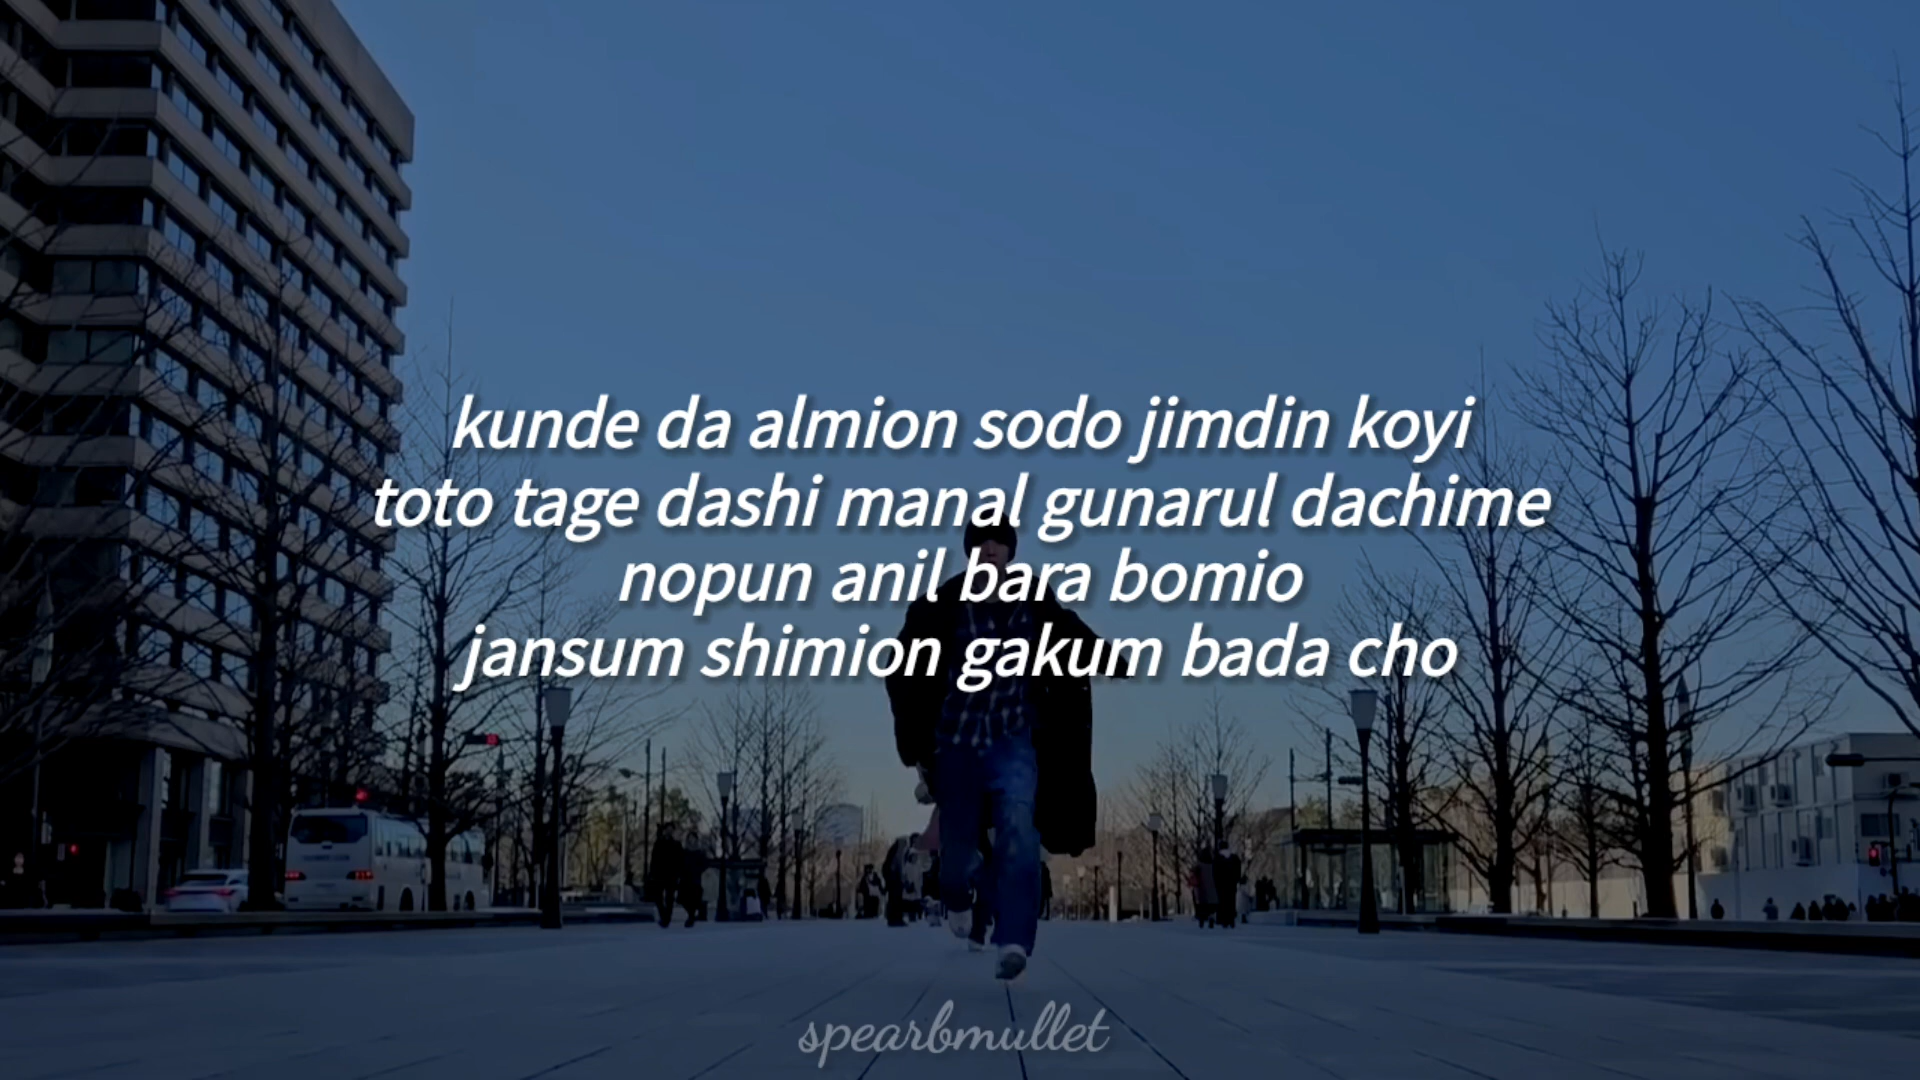 kunde da almion sodo jimdin koyi
toto tage dashi manal gunarul dachime
nopun anil bara bomio
jansum shimion gakum bada cho
spearbmullet